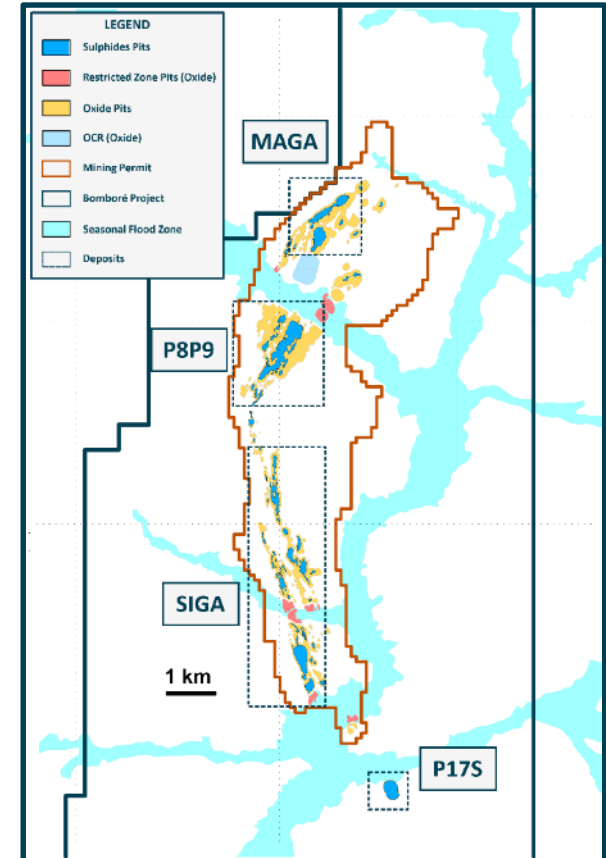 LEGEND
Sulphides Pits
Restricted Zone Pits (Oxide)
Oxide Pits
OCR (Oxide)
Mining Permit
Bomboré Project
Seasonal Flood Zone
Deposits
MAGA
P8P9
SIGA
1 km
P17S